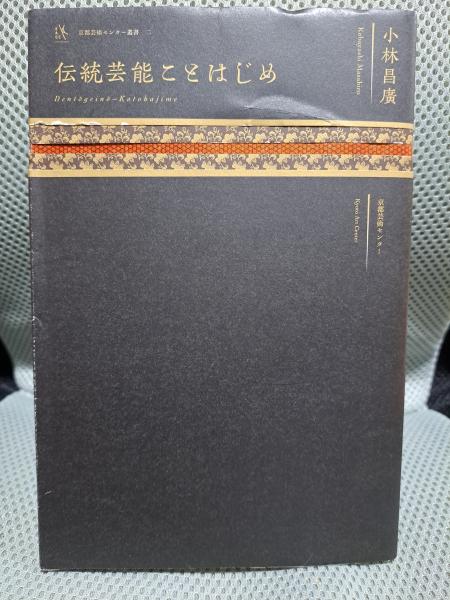 京都芸術センター叢書 二
伝統芸能ことはじめ
Dentōgeinō–Kotohajime
小林昌廣
Kobayashi Masahiro
京都芸術センター
Kyoto Art Center